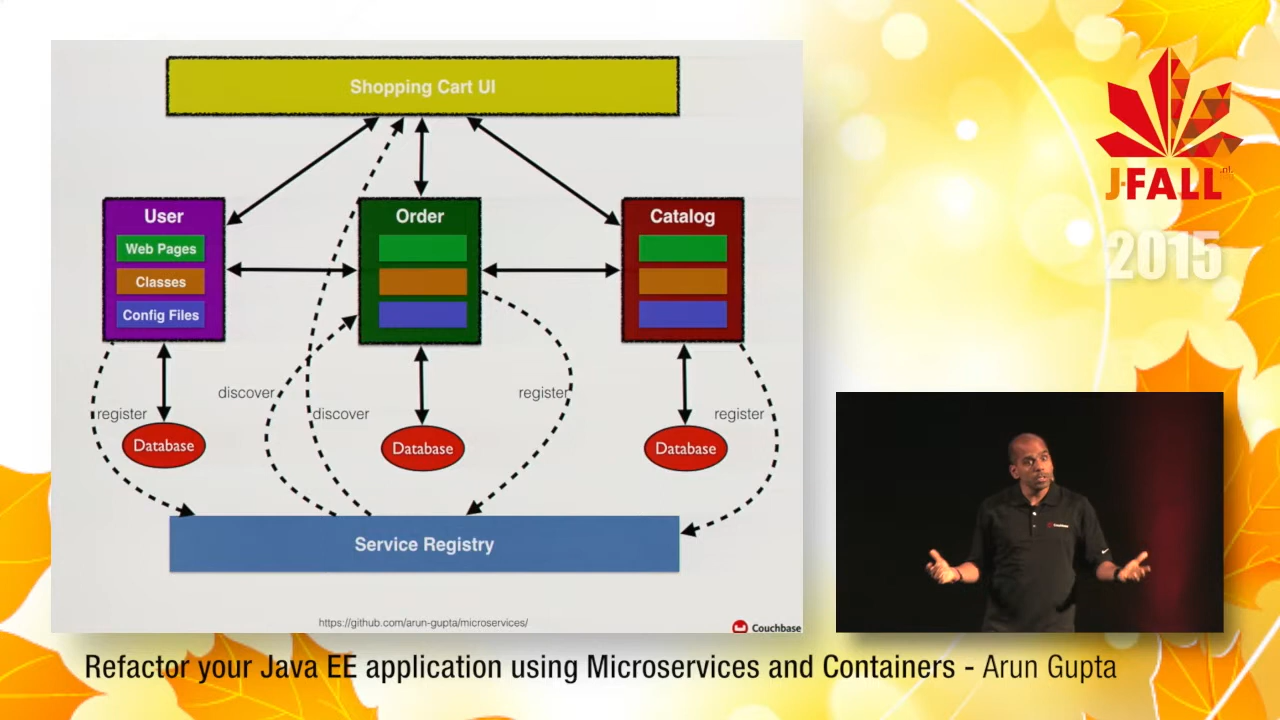 Shopping Cart UI
User
Web Pages
Classes
Config Files
Order
Catalog
discover
discover
register
register
register
Database
Database
Database
Service Registry
https://github.com/arun-gupta/microservices/
Couchbase
J-FALL
.nl
2015
Couchbase
Refactor your Java EE application using Microservices and Containers - Arun Gupta